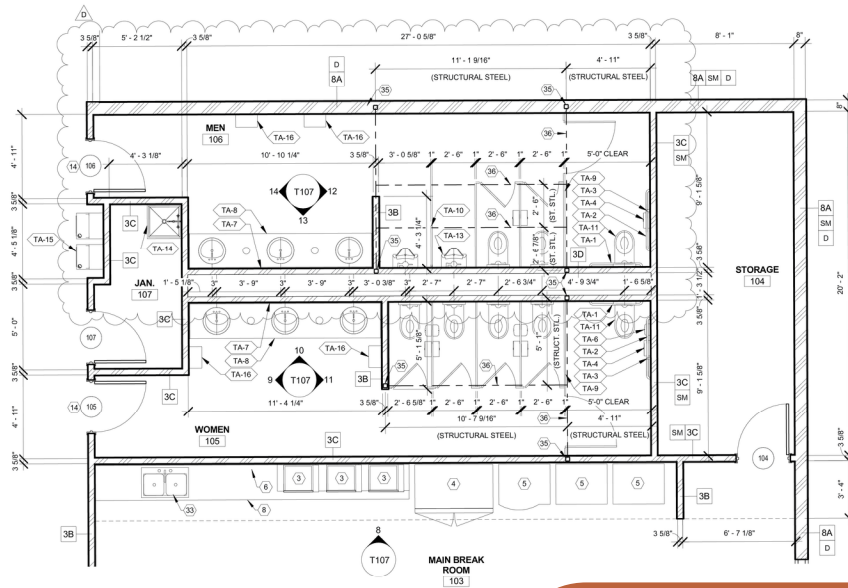 D
3 5/8"
5' - 2 1/2"
3 5/8"
27' - 0 5/8"
3 5/8"
8' - 1"
8"
D
8A
11' - 1 9/16"
(STRUCTURAL STEEL)
4' - 11"
(STRUCTURAL STEEL)
8A SM D
35
35
8"
MEN
106
TA-16
TA-16
36
3C
SM
4' - 11"
14
106
4' - 3 1/8"
10' - 10 1/4"
3 5/8"
3' - 0 5/8"
1"
2' - 6"
1"
2' - 6"
1"
2' - 6"
1"
5'-0" CLEAR
9' - 1 5/8"
14
T107
12
13
36
TA-9
TA-3
TA-4
TA-2
TA-11
TA-1
3 5/8"
TA-8
TA-7
3B
TA-10
36
2' - 6"
(ST. STL)
8A
SM
D
4' - 5 1/8"
3C
3C
TA-14
TA-15
35
4' - 3 1/4"
TA-13
2' - 6 7/8"
(ST. STL)
3D
3 5/8"
STORAGE
104
20' - 2"
JAN.
107
3 5/8"
1' - 5 1/8"
3"
3' - 9"
3"
3' - 9"
3"
3' - 0 3/8"
3"
2' - 7"
2' - 7"
2' - 6 3/4"
35
4' - 9 3/4"
1' - 6 5/8"
1' - 3 1/2"
3 5/8"
5' - 0"
107
3C
TA-7
TA-8
TA-16
TA-16
5' - 1 5/8"
5' - 1"
(STRUCT. STL.)
TA-1
TA-11
TA-6
TA-2
TA-4
TA-3
TA-9
10
9
T107
11
3B
35
36
3C
SM
9' - 1 5/8"
3 5/8"
14
105
3C
11' - 4 1/4"
3 5/8"
2' - 6 5/8"
1"
2' - 6"
1"
2' - 6"
1"
2' - 6"
1"
5'-0" CLEAR
4' - 11"
10' - 7 9/16"
(STRUCTURAL STEEL)
36
4' - 11"
(STRUCTURAL STEEL)
SM 3C
WOMEN
105
3C
35
104
3 5/8"
3 5/8"
6
3
3
3
4
5
5
5
33
8
3B
3B
3' - 4"
8
T107
3 5/8"
6' - 7 1/8"
8A
D
MAIN BREAK
ROOM
103